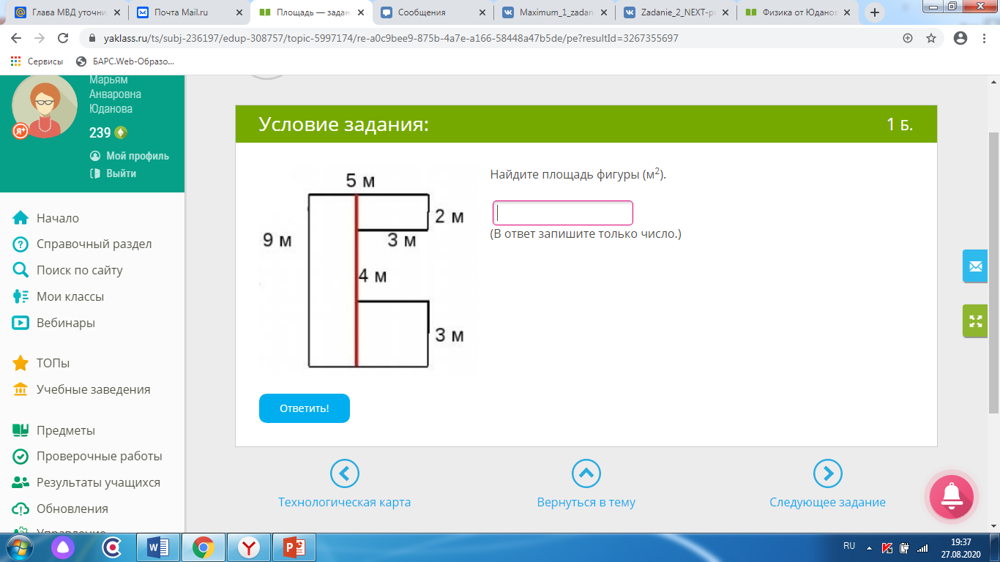 Глава МВД уточни
Почта Mail.ru
Площадь — задан
Сообщения
Maximum_1_zadan
Zadanie_2_NEXT-ре
Физика от Юданов
yaklass.ru/ts/subj-236197/edup-308757/topic-5997174/re-a0c9bee9-875b-4a7e-a166-58448a47b5de/pe?resultId=3267355697
Сервисы
БАРС.Web-Образо...
Марьям
Анваровна
Юданова
Я+
239
Мой профиль
Выйти
Начало
Справочный раздел
Поиск по сайту
Мои классы
Вебинары
ТОПы
Учебные заведения
Предметы
Проверочные работы
Результаты учащихся
Обновления
Управление
Условие задания:
1 Б.
5 м
2 м
9 м
3 м
4 м
3 м
Найдите площадь фигуры (м²).
(В ответ запишите только число.)
Ответить!
Технологическая карта
Вернуться в тему
Следующее задание
RU
19:37
27.08.2020